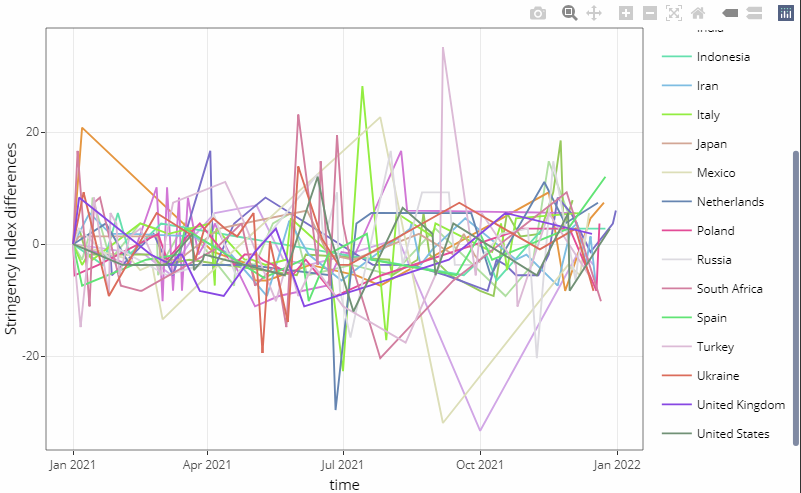 Indonesia
Iran
Italy
Japan
Mexico
Netherlands
Poland
Russia
South Africa
Spain
Turkey
Ukraine
United Kingdom
United States
Stringency Index differences
20
0
-20
Jan 2021
Apr 2021
Jul 2021
Oct 2021
Jan 2022
time